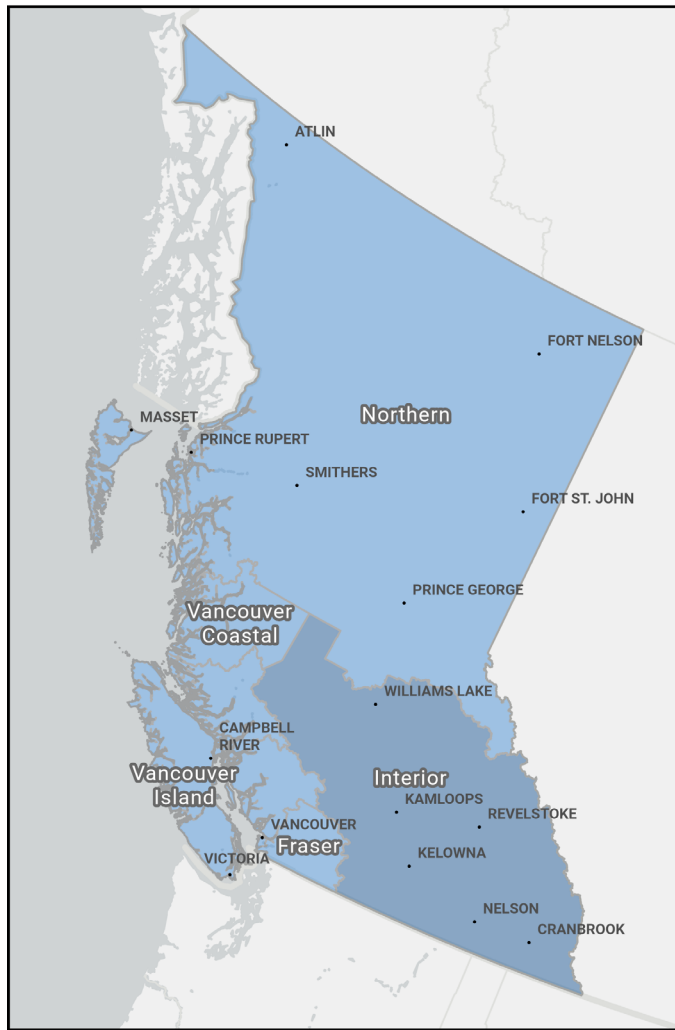 ATLIN
FORT NELSON
MASSET
Northern
PRINCE RUPERT
SMITHERS
FORT ST. JOHN
PRINCE GEORGE
Vancouver
Coastal
WILLIAMS LAKE
CAMPBELL
RIVER
Vancouver
Island
Interior
KAMLOOPS
REVELSTOKE
VANCOUVER
Fraser
KELOWNA
VICTORIA
NELSON
CRANBROOK